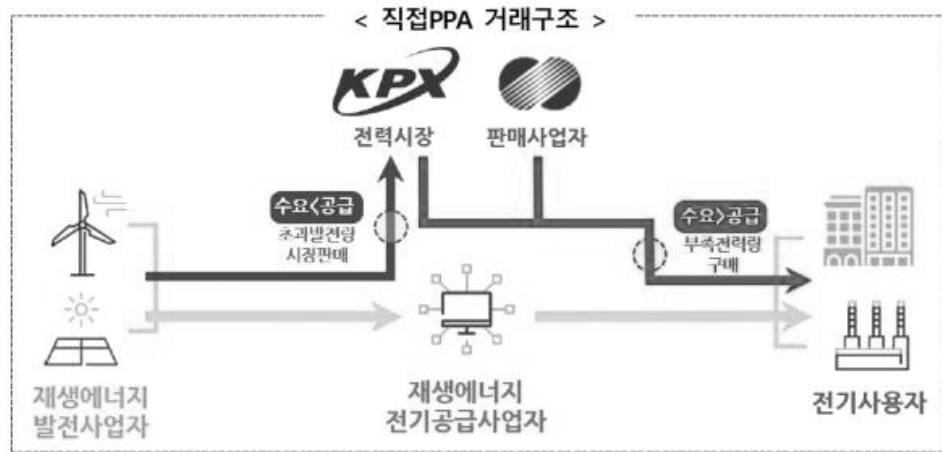 < 직접PPA 거래구조 >
KPX
전력시장
판매사업자
수요<공급
초과발전량
시장판매
수요>공급
부족전력량
구매
재생에너지
발전사업자
재생에너지
전기공급사업자
전기사용자